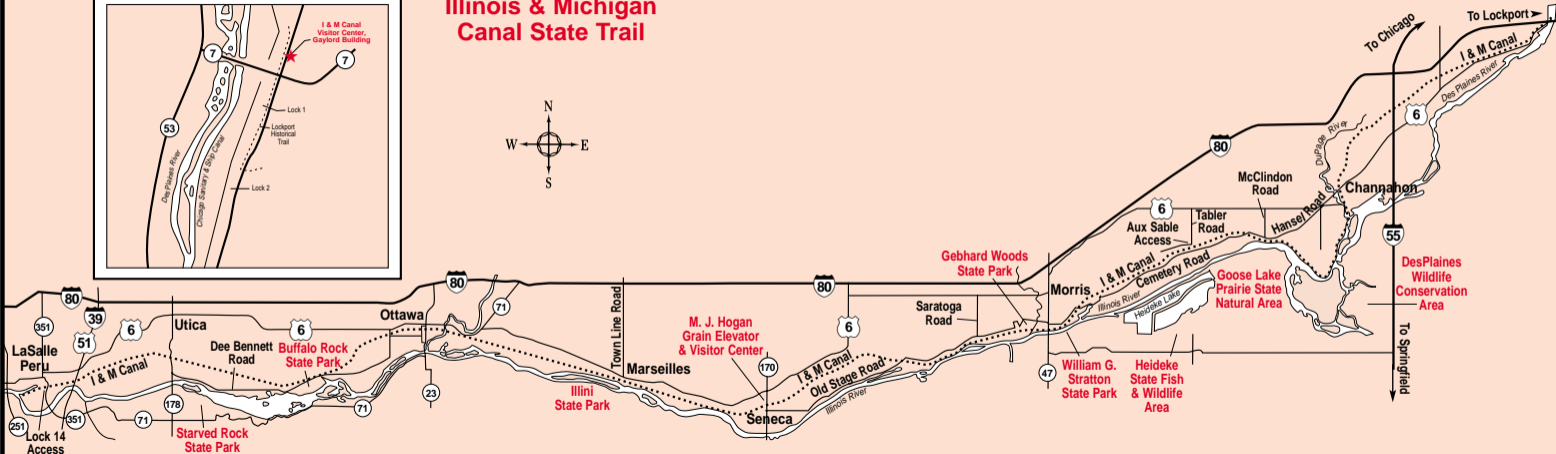 Illinois & Michigan
Canal State Trail
I & M Canal
Visitor Center,
Gaylord Building
7
7
53
Lock 1
Lockport
Historical
Trail
Lock 2
Des Plaines River
Chicago Sanitary & Ship Canal
N
W
E
S
To Chicago
To Lockport
I & M Canal
Des Plaines River
6
DuPage River
80
McClindon
Road
Channahon
6
Tabler
Road
Hansel Road
Aux Sable
Access
55
Gebhard Woods
State Park
I & M Canal
Cemetery Road
Goose Lake
Prairie State
Natural Area
DesPlaines
Wildlife
Conservation
Area
Morris
Illinois River
Heideke Lake
80
39
80
71
80
351
6
Utica
6
Ottawa
Town Line Road
Saratoga
Road
6
51
LaSalle
Peru
Dee Bennett
Road
Buffalo Rock
State Park
M. J. Hogan
Grain Elevator
& Visitor Center
To Springfield
I & M Canal
Marseilles
170
I & M Canal
Old Stage Road
William G.
Stratton
State Park
Heideke
State Fish
& Wildlife
Area
47
Illini
State Park
Illinois River
23
178
71
Seneca
251
351
71
Lock 14
Access
Starved Rock
State Park